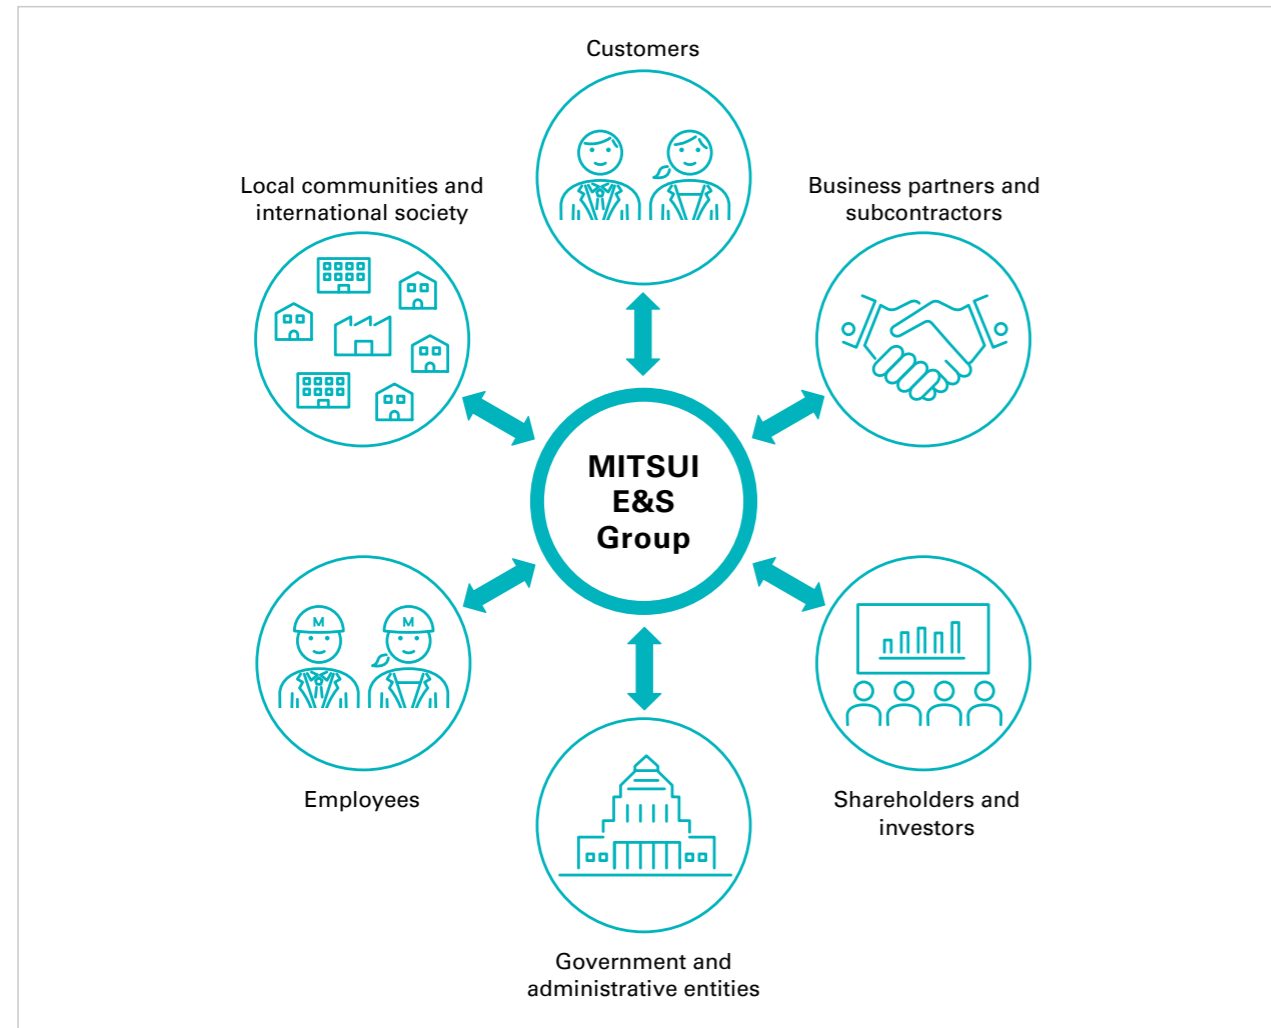 Customers
Local communities and
international society
Business partners and
subcontractors
MITSUI
E&S
Group
M
M
Employees
Shareholders and
investors
Government and
administrative entities